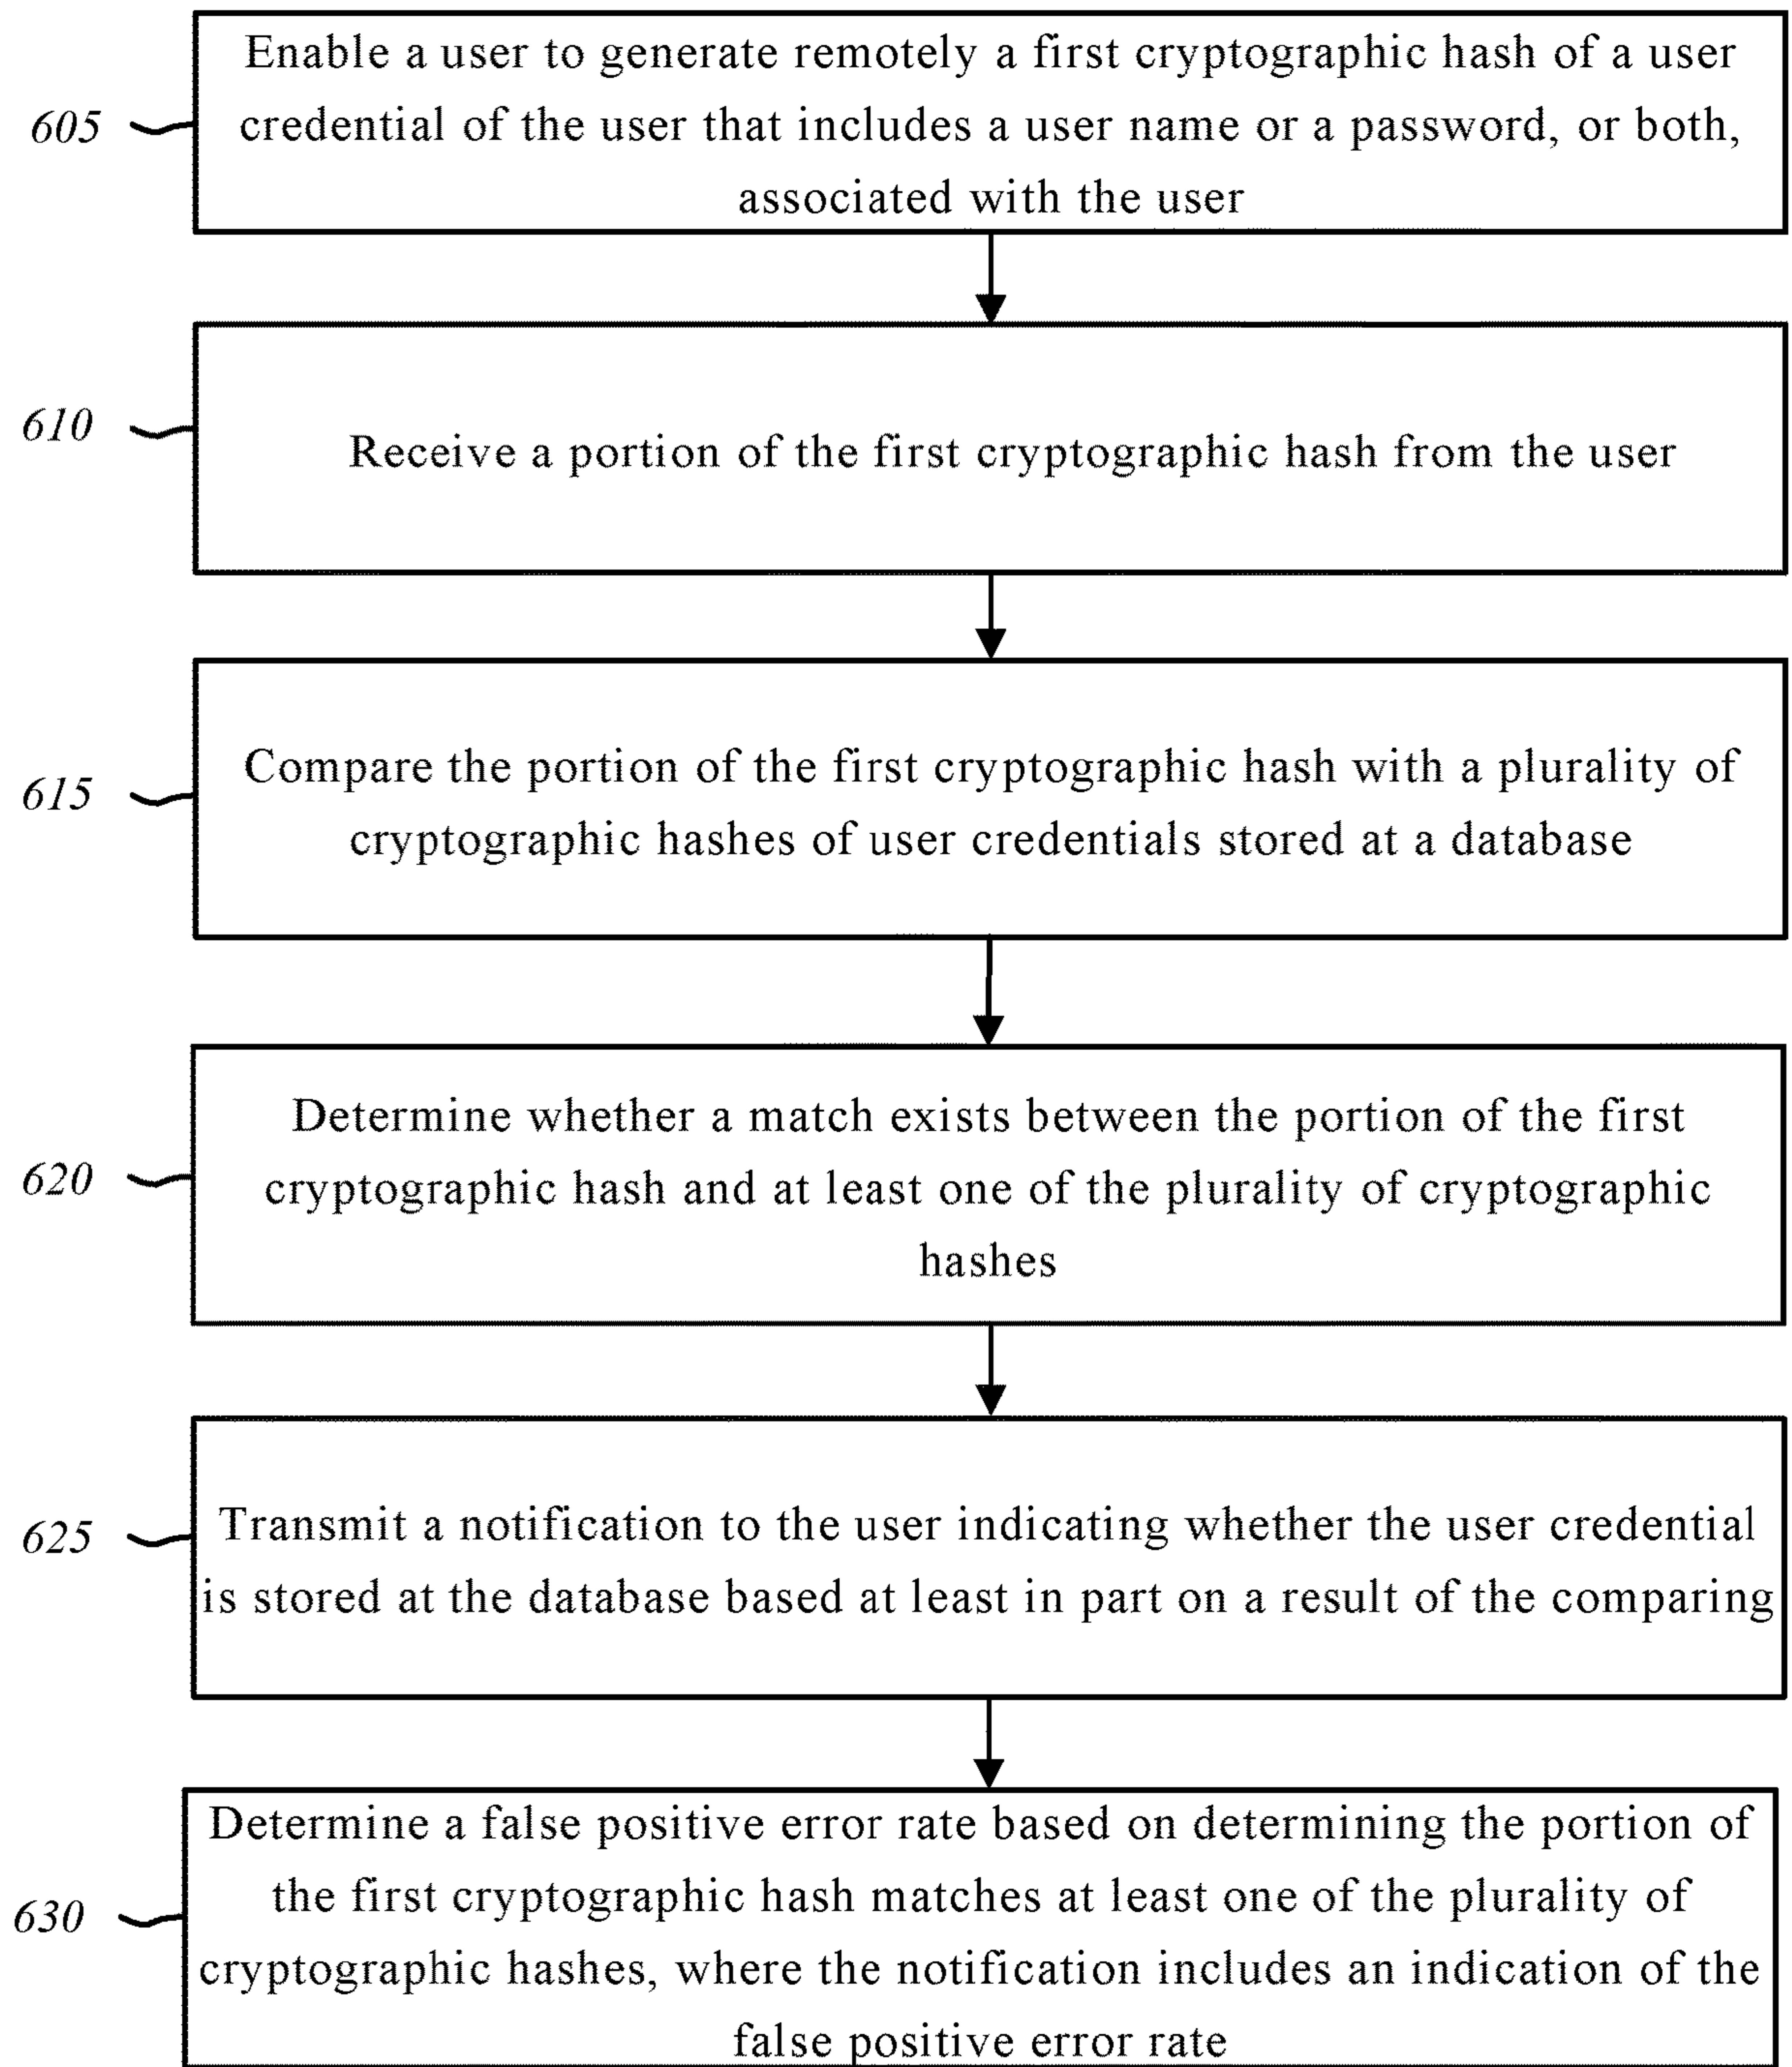 Enable a user to generate remotely a first cryptographic hash of a user
605
credential of the user that includes a user name or a password, or both,
associated with the user
610
Receive a portion of the first cryptographic hash from the user
615
Compare the portion of the first cryptographic hash with a plurality of
cryptographic hashes of user credentials stored at a database
Determine whether a match exists between the portion of the first
620
cryptographic hash and at least one of the plurality of cryptographic
hashes
625
Transmit a notification to the user indicating whether the user credential
is stored at the database based at least in part on a result of the comparing
Determine a false positive error rate based on determining the portion of
the first cryptographic hash matches at least one of the plurality of
630
cryptographic hashes, where the notification includes an indication of the
false positive error rate